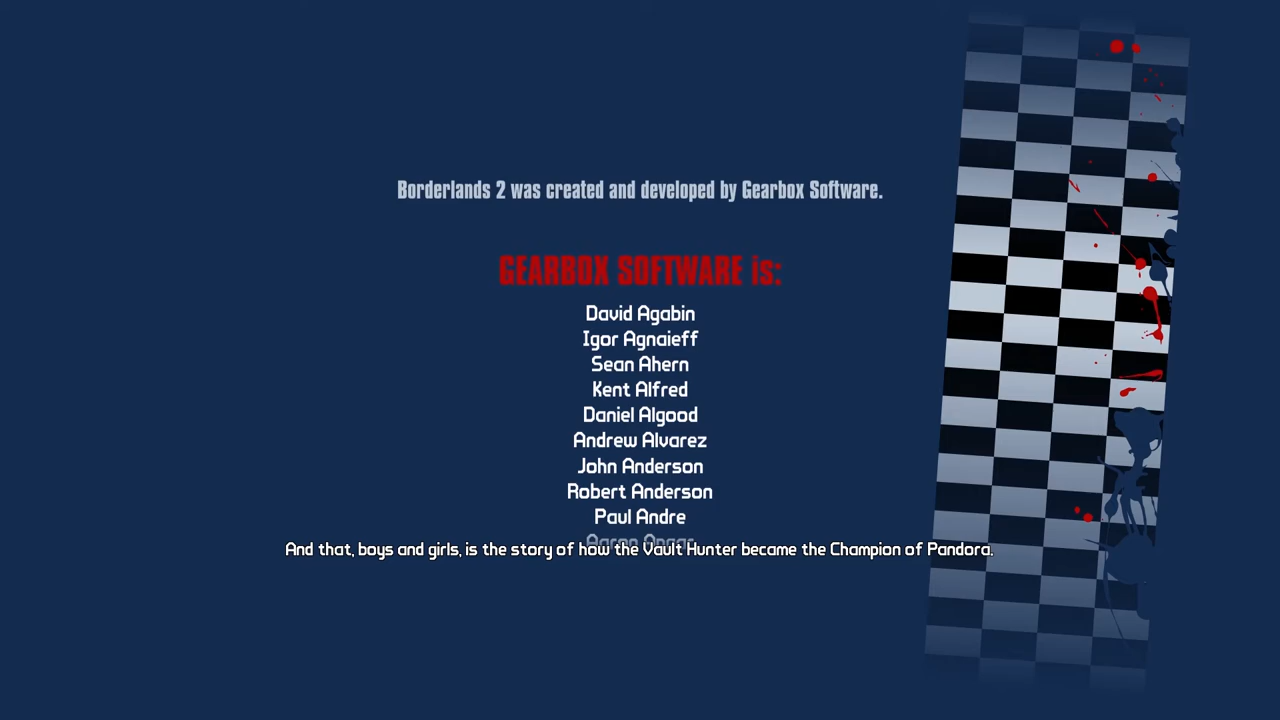 Borderlands 2 was created and developed by Gearbox Software.
GEARBOX SOFTWARE is:
David Agabin
Igor Agnaieff
Sean Ahern
Kent Alfred
Daniel Algood
Andrew Alvarez
John Anderson
Robert Anderson
Paul Andre
And that, boys and girls, is the story of how the Vault Hunter became the Champion of Pandora.